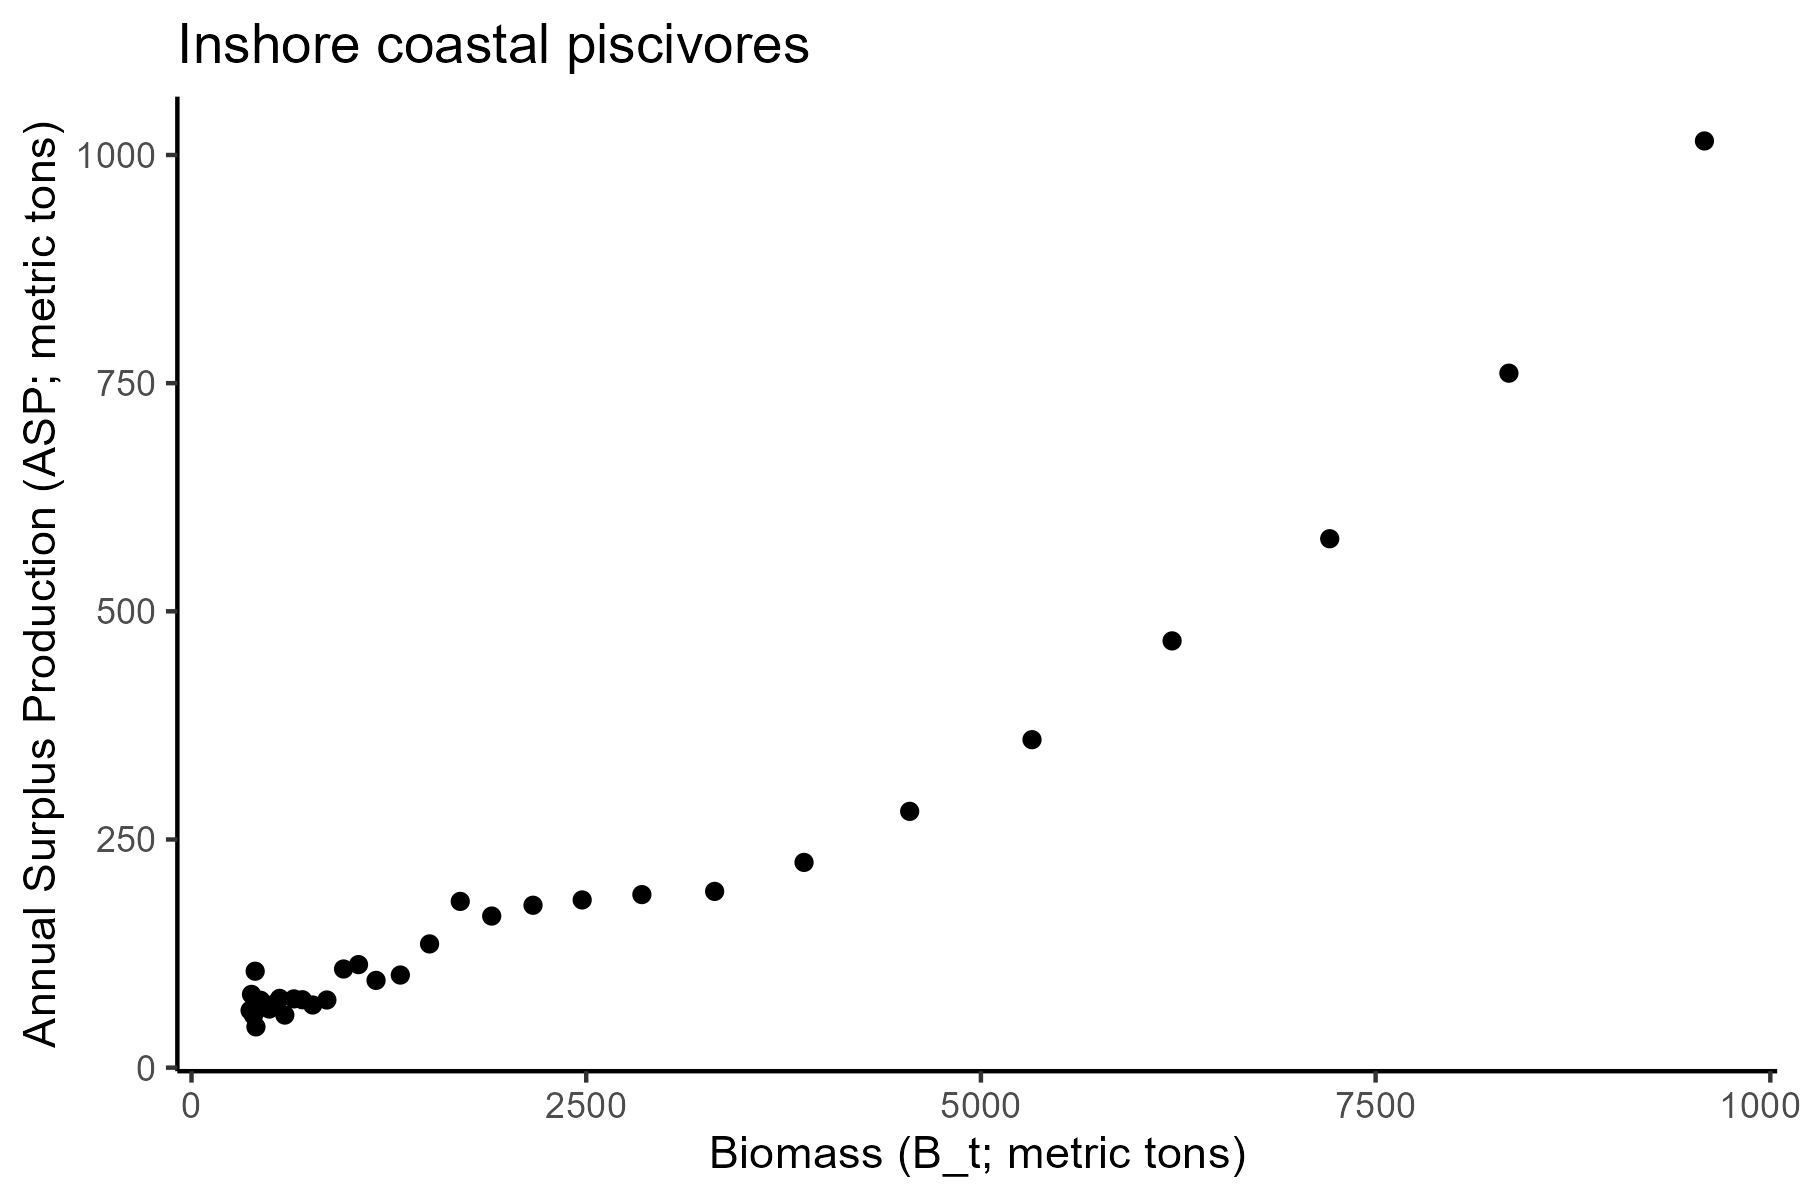 Inshore coastal piscivores
Annual Surplus Production (ASP; metric tons)
1000
750
500
250
0
0 2500 5000 7500 1000
Biomass (B_t; metric tons)